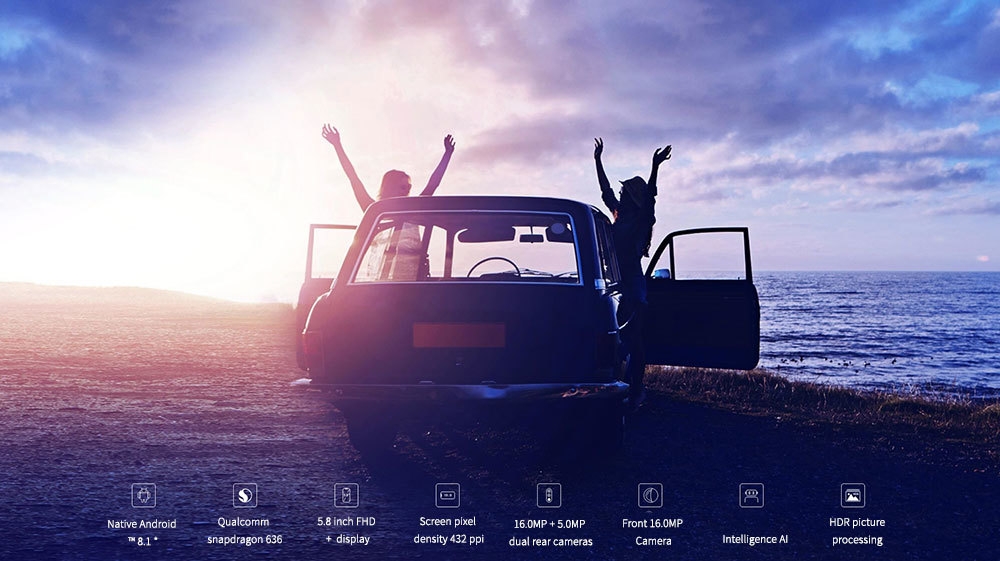 Native Android
™ 8.1 *
Qualcomm
snapdragon 636
5.8 inch FHD
+ display
Screen pixel
density 432 ppi
16.0MP + 5.0MP
dual rear cameras
Front 16.0MP
Camera
Intelligence AI
HDR picture
processing